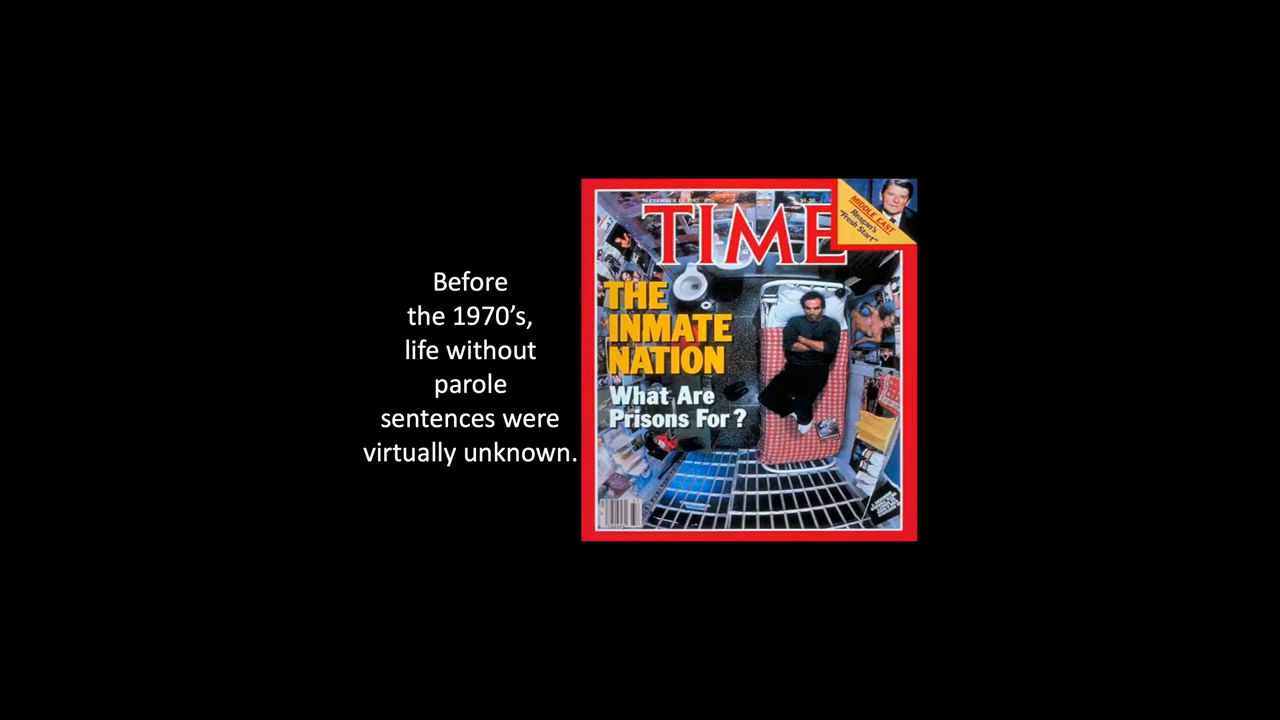 Before
the 1970’s,
life without
parole
sentences were
virtually unknown.
TIME
MIDDLE EAST
Reagan's
"Fresh Start"
THE
INMATE
NATION
What Are
Prisons For?